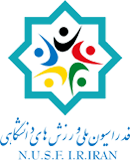 فدراسیون ملی ورزش های دانشگاهی
N.U.S.F. I.R.IRAN